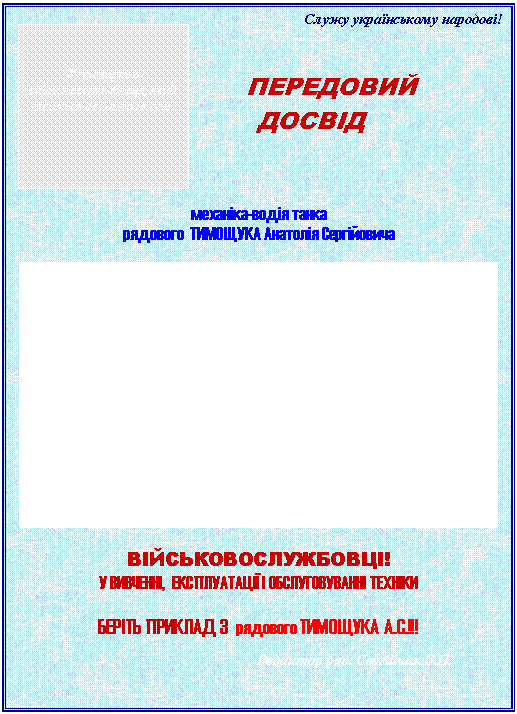 Служу українському народові!
ПЕРЕДОВИЙ
ДОСВІД
механіка-водія танка
рядового ТИМОЩУКА Анатолія Сергійовича
ВІЙСЬКОВОСЛУЖБОВЦІ!
У ВИВЧЕННІ, ЕКСПЛУАТАЦІЇ І ОБСЛУГОВУВАННІ ТЕХНІКИ
БЕРІТЬ ПРИКЛАД З рядового ТИМОЩУКА А.С.!!!
Редактор